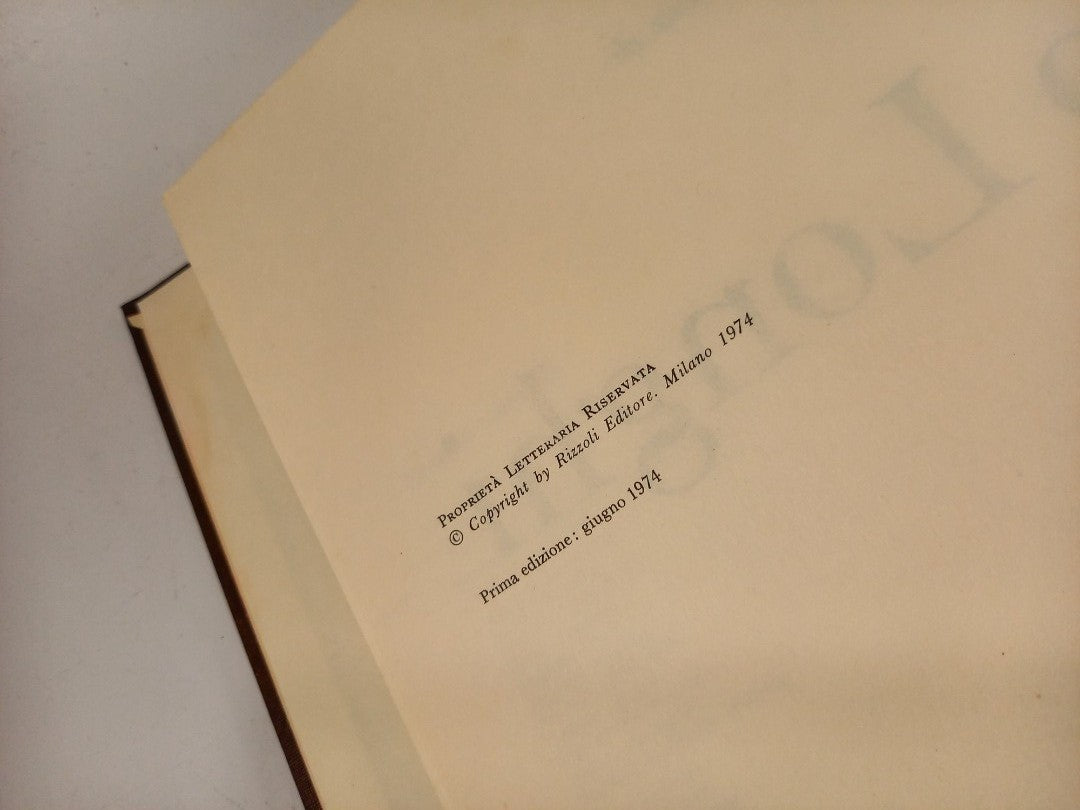 PROPRIETÀ LETTERARIA RISERVATA
© Copyright by Rizzoli Editore. Milano 1974
Prima edizione: giugno 1974